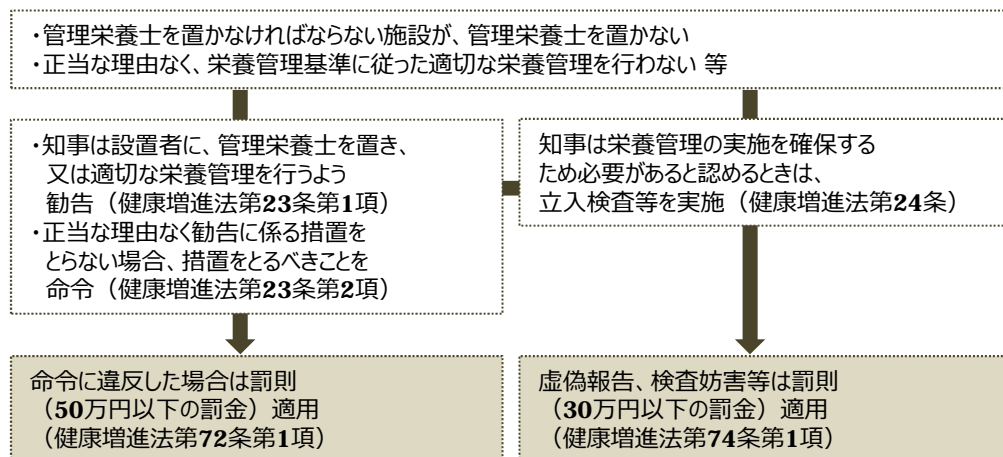 ・管理栄養士を置かなければならない施設が、管理栄養士を置かない
・正当な理由なく、栄養管理基準に従った適切な栄養管理を行わない 等
・知事は設置者に、管理栄養士を置き、
又は適切な栄養管理を行うよう
勧告（健康増進法第23条第1項）
・正当な理由なく勧告に係る措置を
とらない場合、措置をとるべきことを
命令（健康増進法第23条第2項）
知事は栄養管理の実施を確保する
ため必要があると認めるときは、
立入検査等を実施（健康増進法第24条）
命令に違反した場合は罰則
（50万円以下の罰金）適用
（健康増進法第72条第1項）
虚偽報告、検査妨害等は罰則
（30万円以下の罰金）適用
（健康増進法第74条第1項）